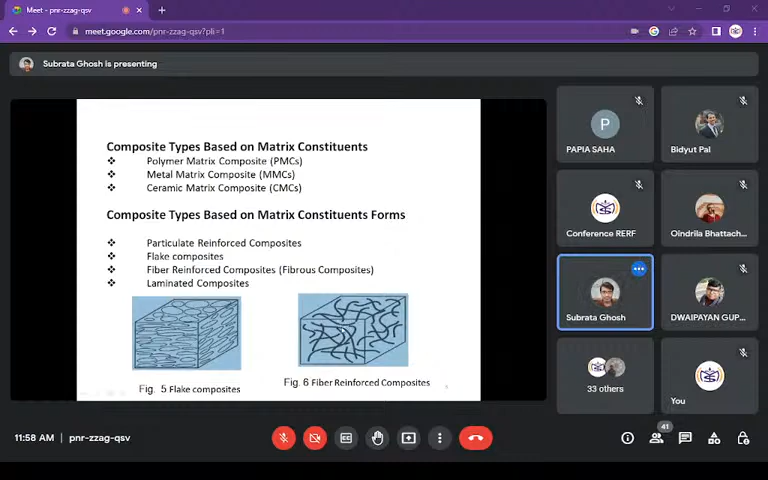 Meet - pnr-zzag-qsv
meet.google.com/pnr-zzag-qsv?pli=1
Subrata Ghosh is presenting
Composite Types Based on Matrix Constituents
❖ Polymer Matrix Composite (PMCs)
❖ Metal Matrix Composite (MMCs)
❖ Ceramic Matrix Composite (CMCs)
Composite Types Based on Matrix Constituents Forms
❖ Particulate Reinforced Composites
❖ Flake composites
❖ Fiber Reinforced Composites (Fibrous Composites)
❖ Laminated Composites
Fig. 5 Flake composites
Fig. 6 Fiber Reinforced Composites
P
PAPIA SAHA
Bidyut Pal
Conference RERF
Oindrila Bhattach...
Subrata Ghosh
DWAIPAYAN GUP...
33 others
You
11:58 AM | pnr-zzag-qsv
41